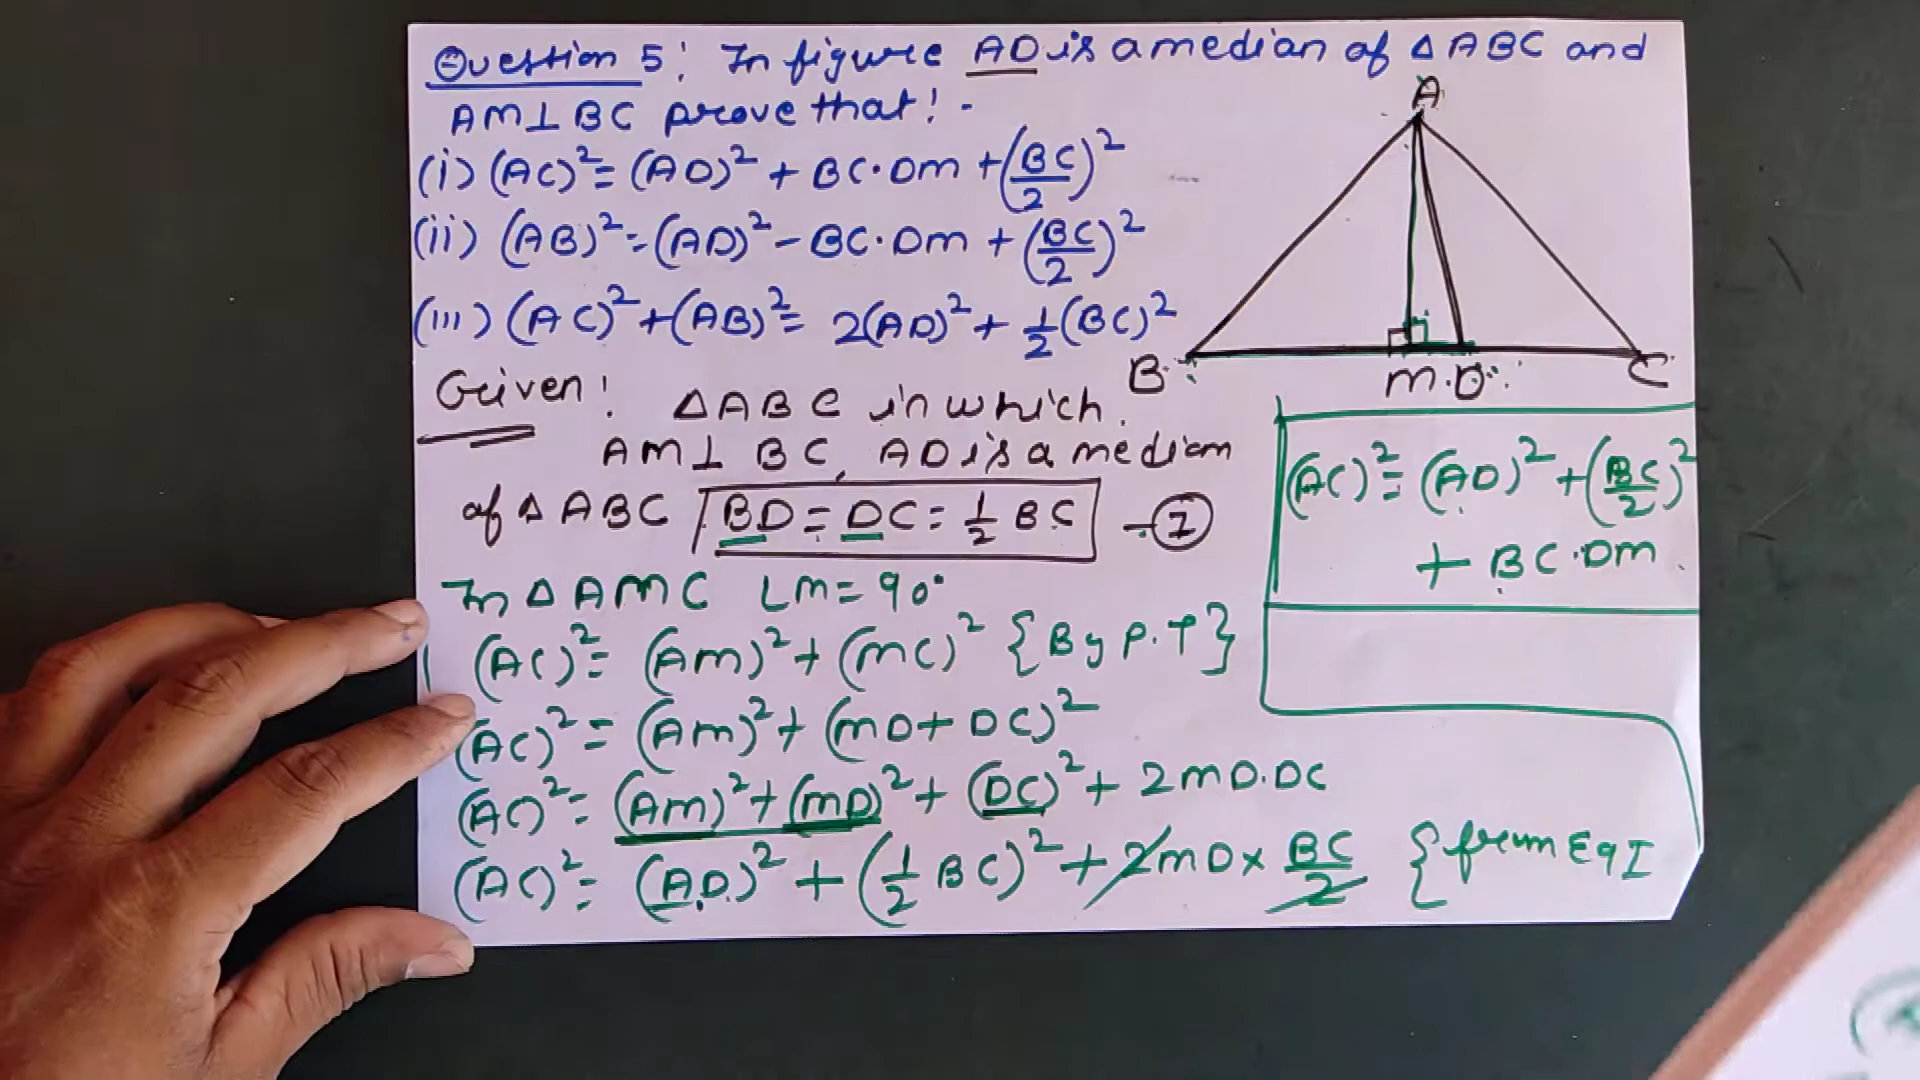 Question 5: In figure AD is a median of △ABC and
AM⊥BC prove that:-
(i) (AC)²= (AD)² + BC·DM + (BC/2)²
(ii) (AB)²=(AD)² - BC·DM + (BC/2)²
(iii) (AC)²+(AB)²= 2(AD)²+ 1/2(BC)²
A
B
M.D
C
Given: △ABC in which
AM⊥ BC, AD is a median
of △ABC BD = DC = 1/2 BC - (I)
In △AMC ∠M= 90°
(AC)²= (AM)²+ (MC)² {By P.T}
(AC)²= (AM)²+ (MD+ DC)²
(AC)²= (AM)²+(MD)²+ (DC)²+ 2MD.DC
(AC)²= (AD)² + (1/2 BC)² + 2MD× BC/2 {from Eq I
(AC)²= (AD)² + (BC/2)²
+ BC·DM